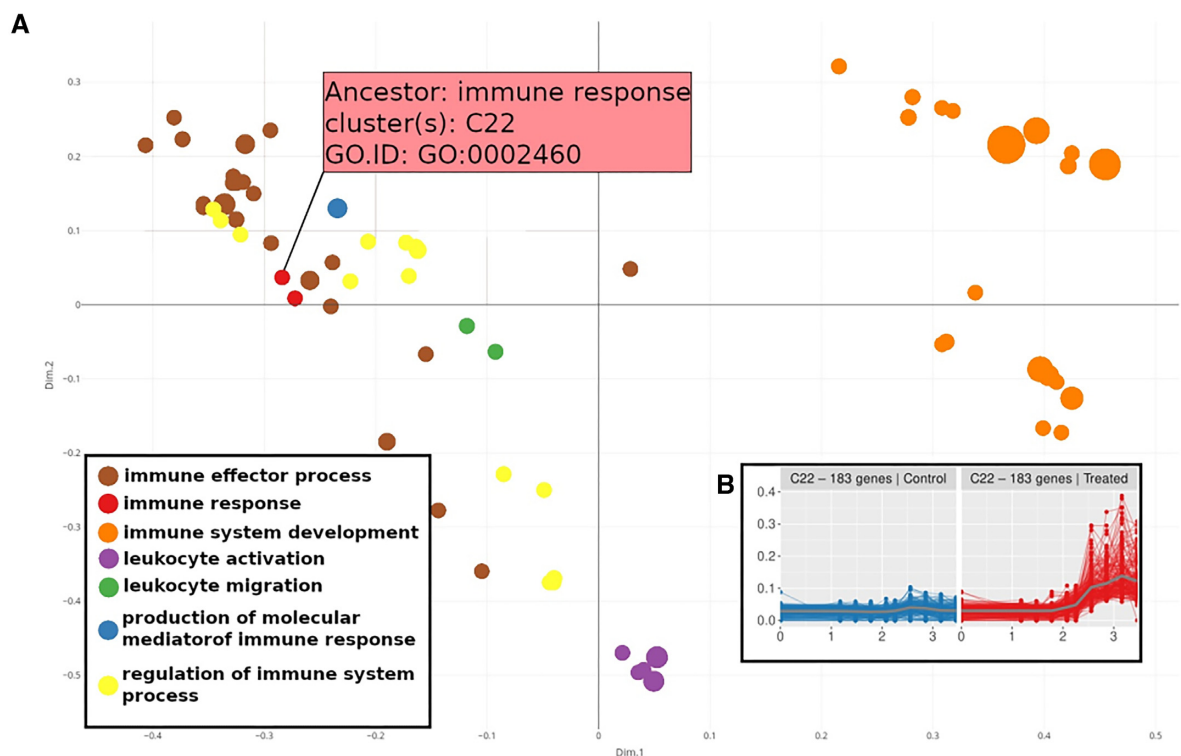 A
Ancestor: immune response
cluster(s): C22
GO.ID: GO:0002460
0.3
0.2
0.1
0
−0.1
−0.2
−0.3
−0.4
−0.5
Dim.2
−0.4
−0.3
−0.2
−0.1
0
0.1
0.2
0.3
0.4
0.5
Dim.1
immune effector process
immune response
immune system development
leukocyte activation
leukocyte migration
production of molecular
mediatorof immune response
regulation of immune system
process
B
C22 – 183 genes | Control
C22 – 183 genes | Treated
0.4
0.3
0.2
0.1
0.0
0 1 2 3
0 1 2 3